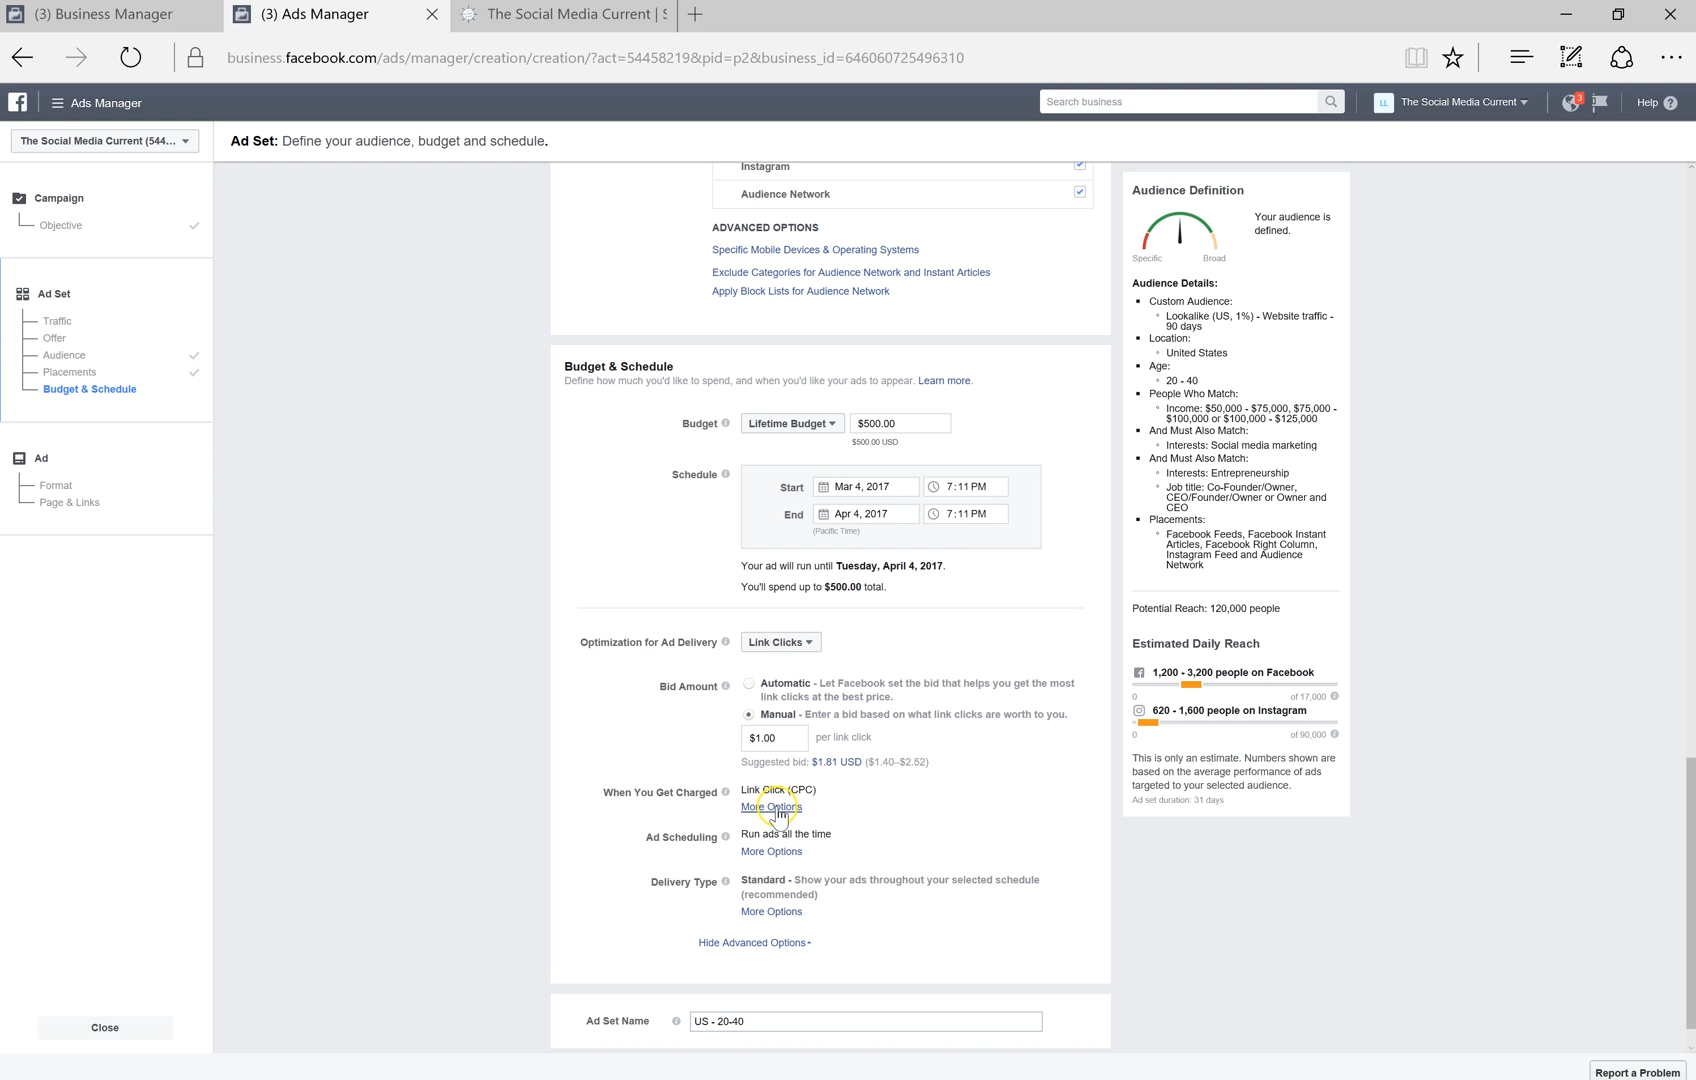 (3) Business Manager
(3) Ads Manager
The Social Media Current | S
business.facebook.com/ads/manager/creation/creation/?act=54458219&pid=p2&business_id=646060725496310
Ads Manager
Search business
LL
The Social Media Current
3
Help
The Social Media Current (544...
Ad Set: Define your audience, budget and schedule.
Campaign
Objective
Ad Set
Traffic
Offer
Audience
Placements
Budget & Schedule
Ad
Format
Page & Links
Close
Instagram
Audience Network
ADVANCED OPTIONS
Specific Mobile Devices & Operating Systems
Exclude Categories for Audience Network and Instant Articles
Apply Block Lists for Audience Network
Budget & Schedule
Define how much you'd like to spend, and when you'd like your ads to appear. Learn more.
Budget
Lifetime Budget
$500.00
$500.00 USD
Schedule
Start Mar 4, 2017 7:11PM
End Apr 4, 2017 7:11PM
(Pacific Time)
Your ad will run until Tuesday, April 4, 2017.
You'll spend up to $500.00 total.
Optimization for Ad Delivery
Link Clicks
Bid Amount
Automatic - Let Facebook set the bid that helps you get the most
link clicks at the best price.
Manual - Enter a bid based on what link clicks are worth to you.
$1.00 per link click
Suggested bid: $1.81 USD ($1.40–$2.52)
When You Get Charged
Link Click (CPC)
More Options
Ad Scheduling
Run ads all the time
More Options
Delivery Type
Standard - Show your ads throughout your selected schedule
(recommended)
More Options
Hide Advanced Options
Ad Set Name
US - 20-40
Audience Definition
Your audience is
defined.
Specific
Broad
Audience Details:
Custom Audience:
Lookalike (US, 1%) - Website traffic -
90 days
Location:
United States
Age:
20 - 40
People Who Match:
Income: $50,000 - $75,000, $75,000 -
$100,000 or $100,000 - $125,000
And Must Also Match:
Interests: Social media marketing
And Must Also Match:
Interests: Entrepreneurship
Job title: Co-Founder/Owner,
CEO/Founder/Owner or Owner and
CEO
Placements:
Facebook Feeds, Facebook Instant
Articles, Facebook Right Column,
Instagram Feed and Audience
Network
Potential Reach: 120,000 people
Estimated Daily Reach
1,200 - 3,200 people on Facebook
0
of 17,000
620 - 1,600 people on Instagram
0
of 90,000
This is only an estimate. Numbers shown are
based on the average performance of ads
targeted to your selected audience.
Ad set duration: 31 days
Report a Problem